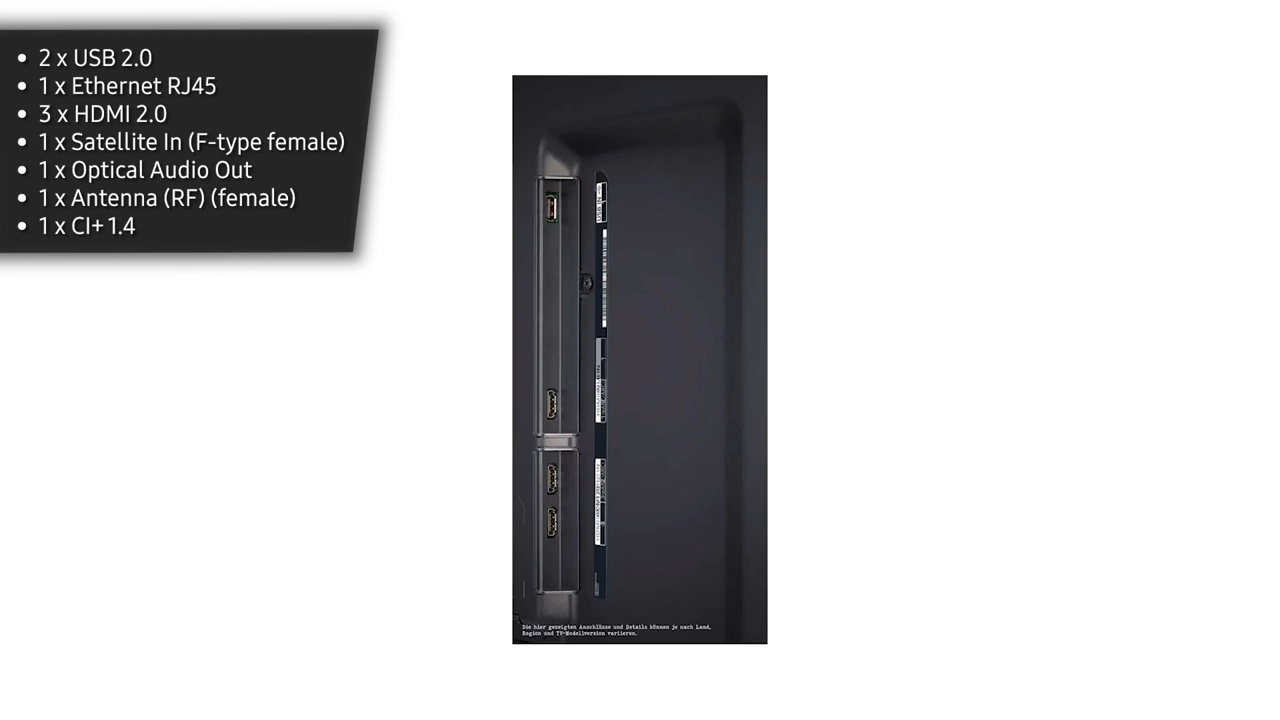 • 2 x USB 2.0
• 1 x Ethernet RJ45
• 3 x HDMI 2.0
• 1 x Satellite In (F-type female)
• 1 x Optical Audio Out
• 1 x Antenna (RF) (female)
• 1 x CI+ 1.4
Die hier gezeigten Anschlüsse und Details können je nach Land,
Region und TV-Modellversion variieren.